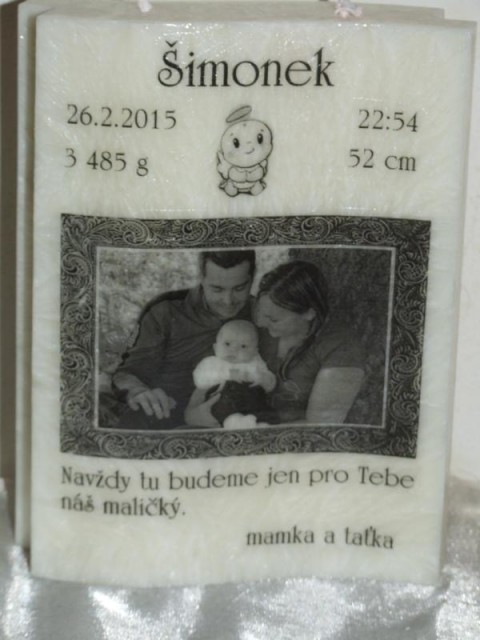 Šimonek
26.2.2015 22:54
3 485 g 52 cm
Navždy tu budeme jen pro Tebe
náš maličký.
mamka a taťka